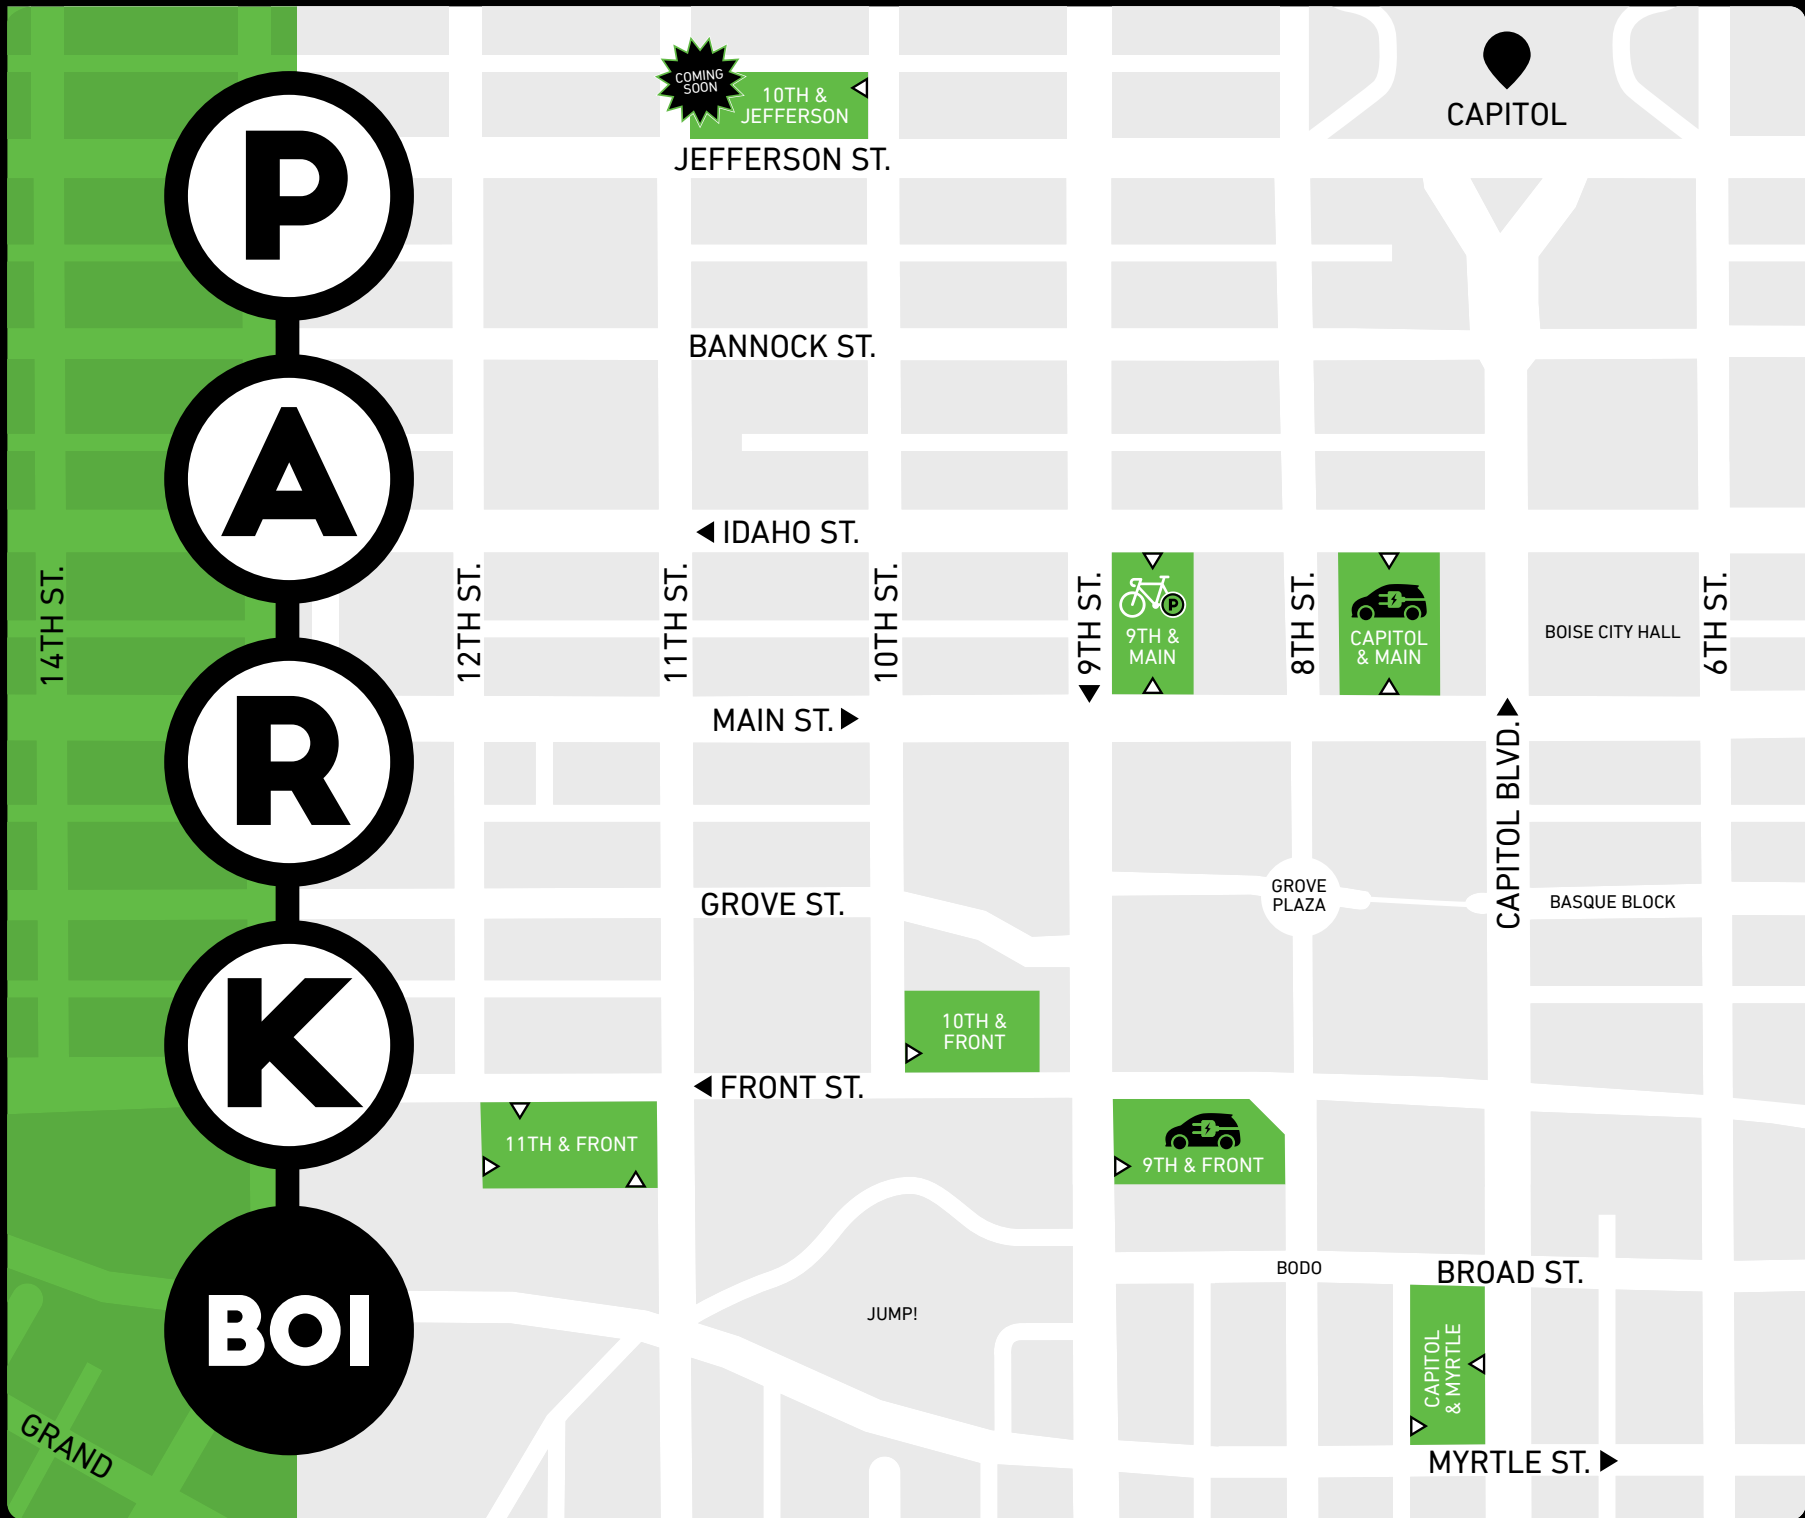 P
A
R
K
BOI
COMING
SOON
10TH &
JEFFERSON
CAPITOL
JEFFERSON ST.
BANNOCK ST.
IDAHO ST.
14TH ST.
12TH ST.
11TH ST.
10TH ST.
9TH ST.
P
9TH &
MAIN
8TH ST.
CAPITOL
& MAIN
BOISE CITY HALL
6TH ST.
MAIN ST.
CAPITOL BLVD.
GROVE ST.
GROVE
PLAZA
BASQUE BLOCK
10TH &
FRONT
FRONT ST.
11TH & FRONT
9TH & FRONT
BODO
BROAD ST.
JUMP!
CAPITOL
& MYRTLE
GRAND
MYRTLE ST.